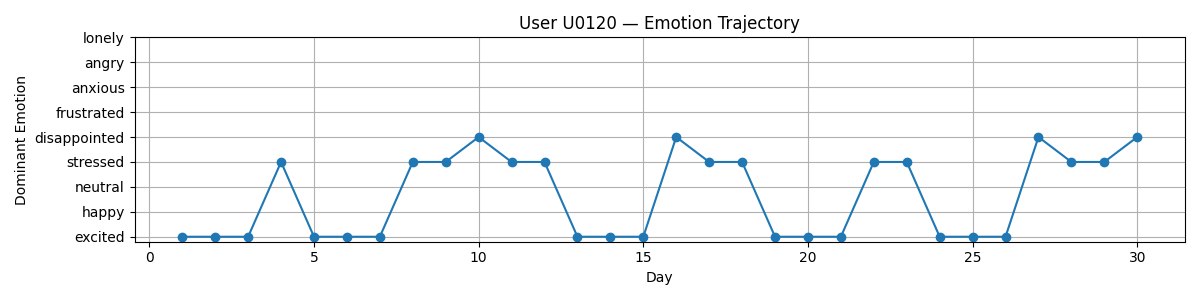 User U0120 — Emotion Trajectory
Dominant Emotion
lonely
angry
anxious
frustrated
disappointed
stressed
neutral
happy
excited
0 5 10 15 20 25 30
Day